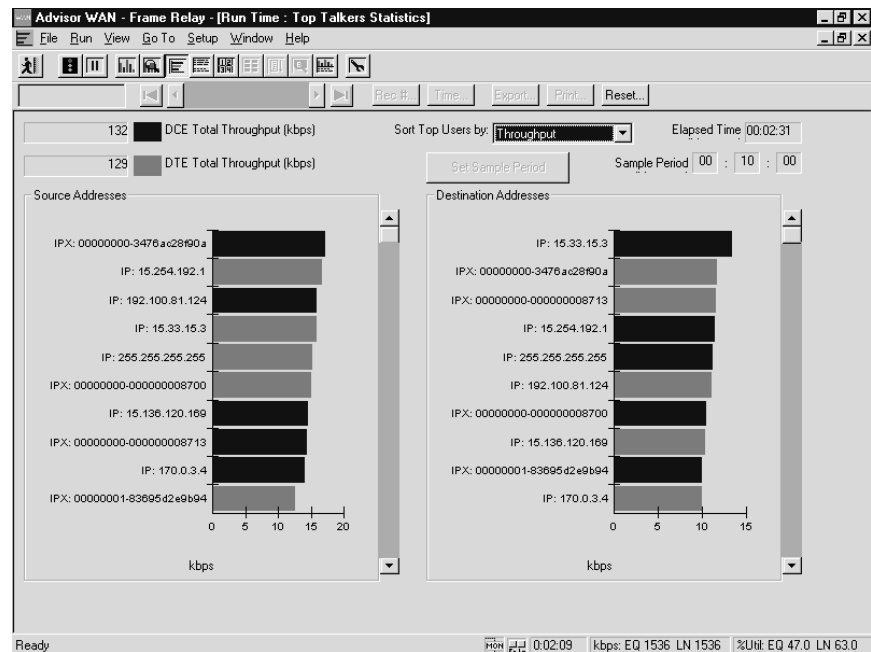 Advisor WAN - Frame Relay - [Run Time : Top Talkers Statistics]
File Run View Go To Setup Window Help
Rec #... Time... Export... Print... Reset...
132 DCE Total Throughput (kbps)
Sort Top Users by: Throughput
Elapsed Time 00:02:31
129 DTE Total Throughput (kbps)
Set Sample Period
Sample Period 00 : 10 : 00
Source Addresses
IPX: 00000000-3476ac28f90a
IP: 15.254.192.1
IP: 192.100.81.124
IP: 15.33.15.3
IP: 255.255.255.255
IPX: 00000000-000000008700
IP: 15.136.120.169
IPX: 00000000-000000008713
IP: 170.0.3.4
IPX: 00000001-83695d2e9b94
0 5 10 15 20
kbps
Destination Addresses
IP: 15.33.15.3
IPX: 00000000-3476ac28f90a
IPX: 00000000-000000008713
IP: 15.254.192.1
IP: 255.255.255.255
IP: 192.100.81.124
IPX: 00000000-000000008700
IP: 15.136.120.169
IPX: 00000001-83695d2e9b94
IP: 170.0.3.4
0 5 10 15
kbps
Ready
MON
0:02:09
kbps: EQ 1536 LN 1536
%Util: EQ 47.0 LN 63.0